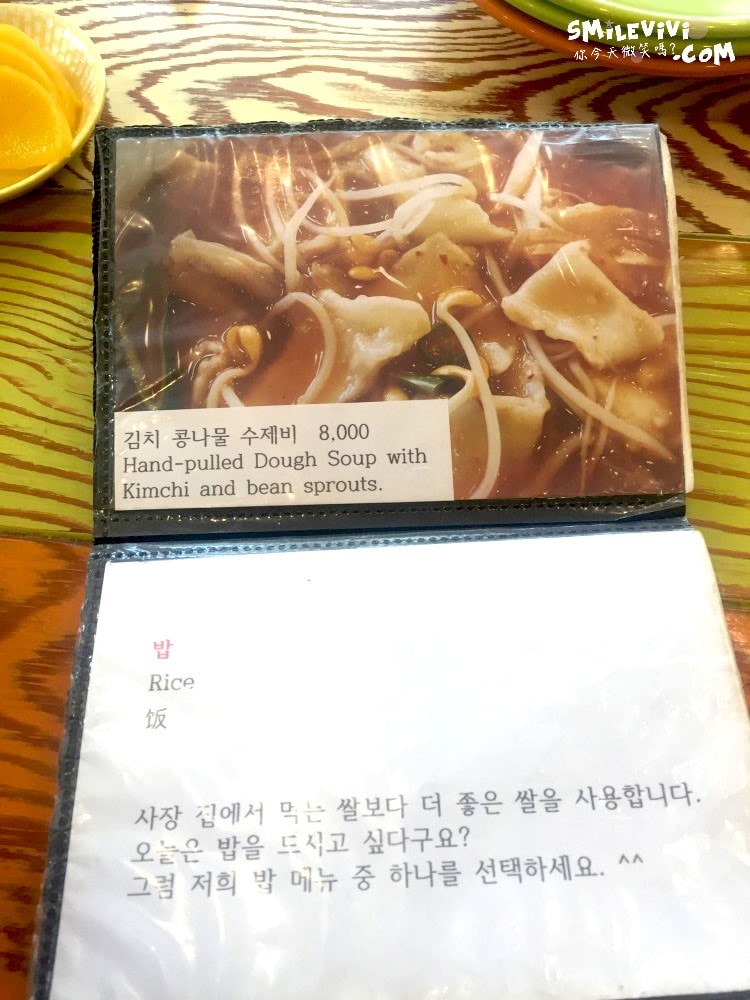 SMiLEViVi
你今天微笑嗎?.COM
김치 콩나물 수제비 8,000
Hand-pulled Dough Soup with
Kimchi and bean sprouts.
밥
Rice
饭
사장 집에서 먹는 쌀보다 더 좋은 쌀을 사용합니다.
오늘은 밥을 드시고 싶다구요?
그럼 저희 밥 메뉴 중 하나를 선택하세요. ^^